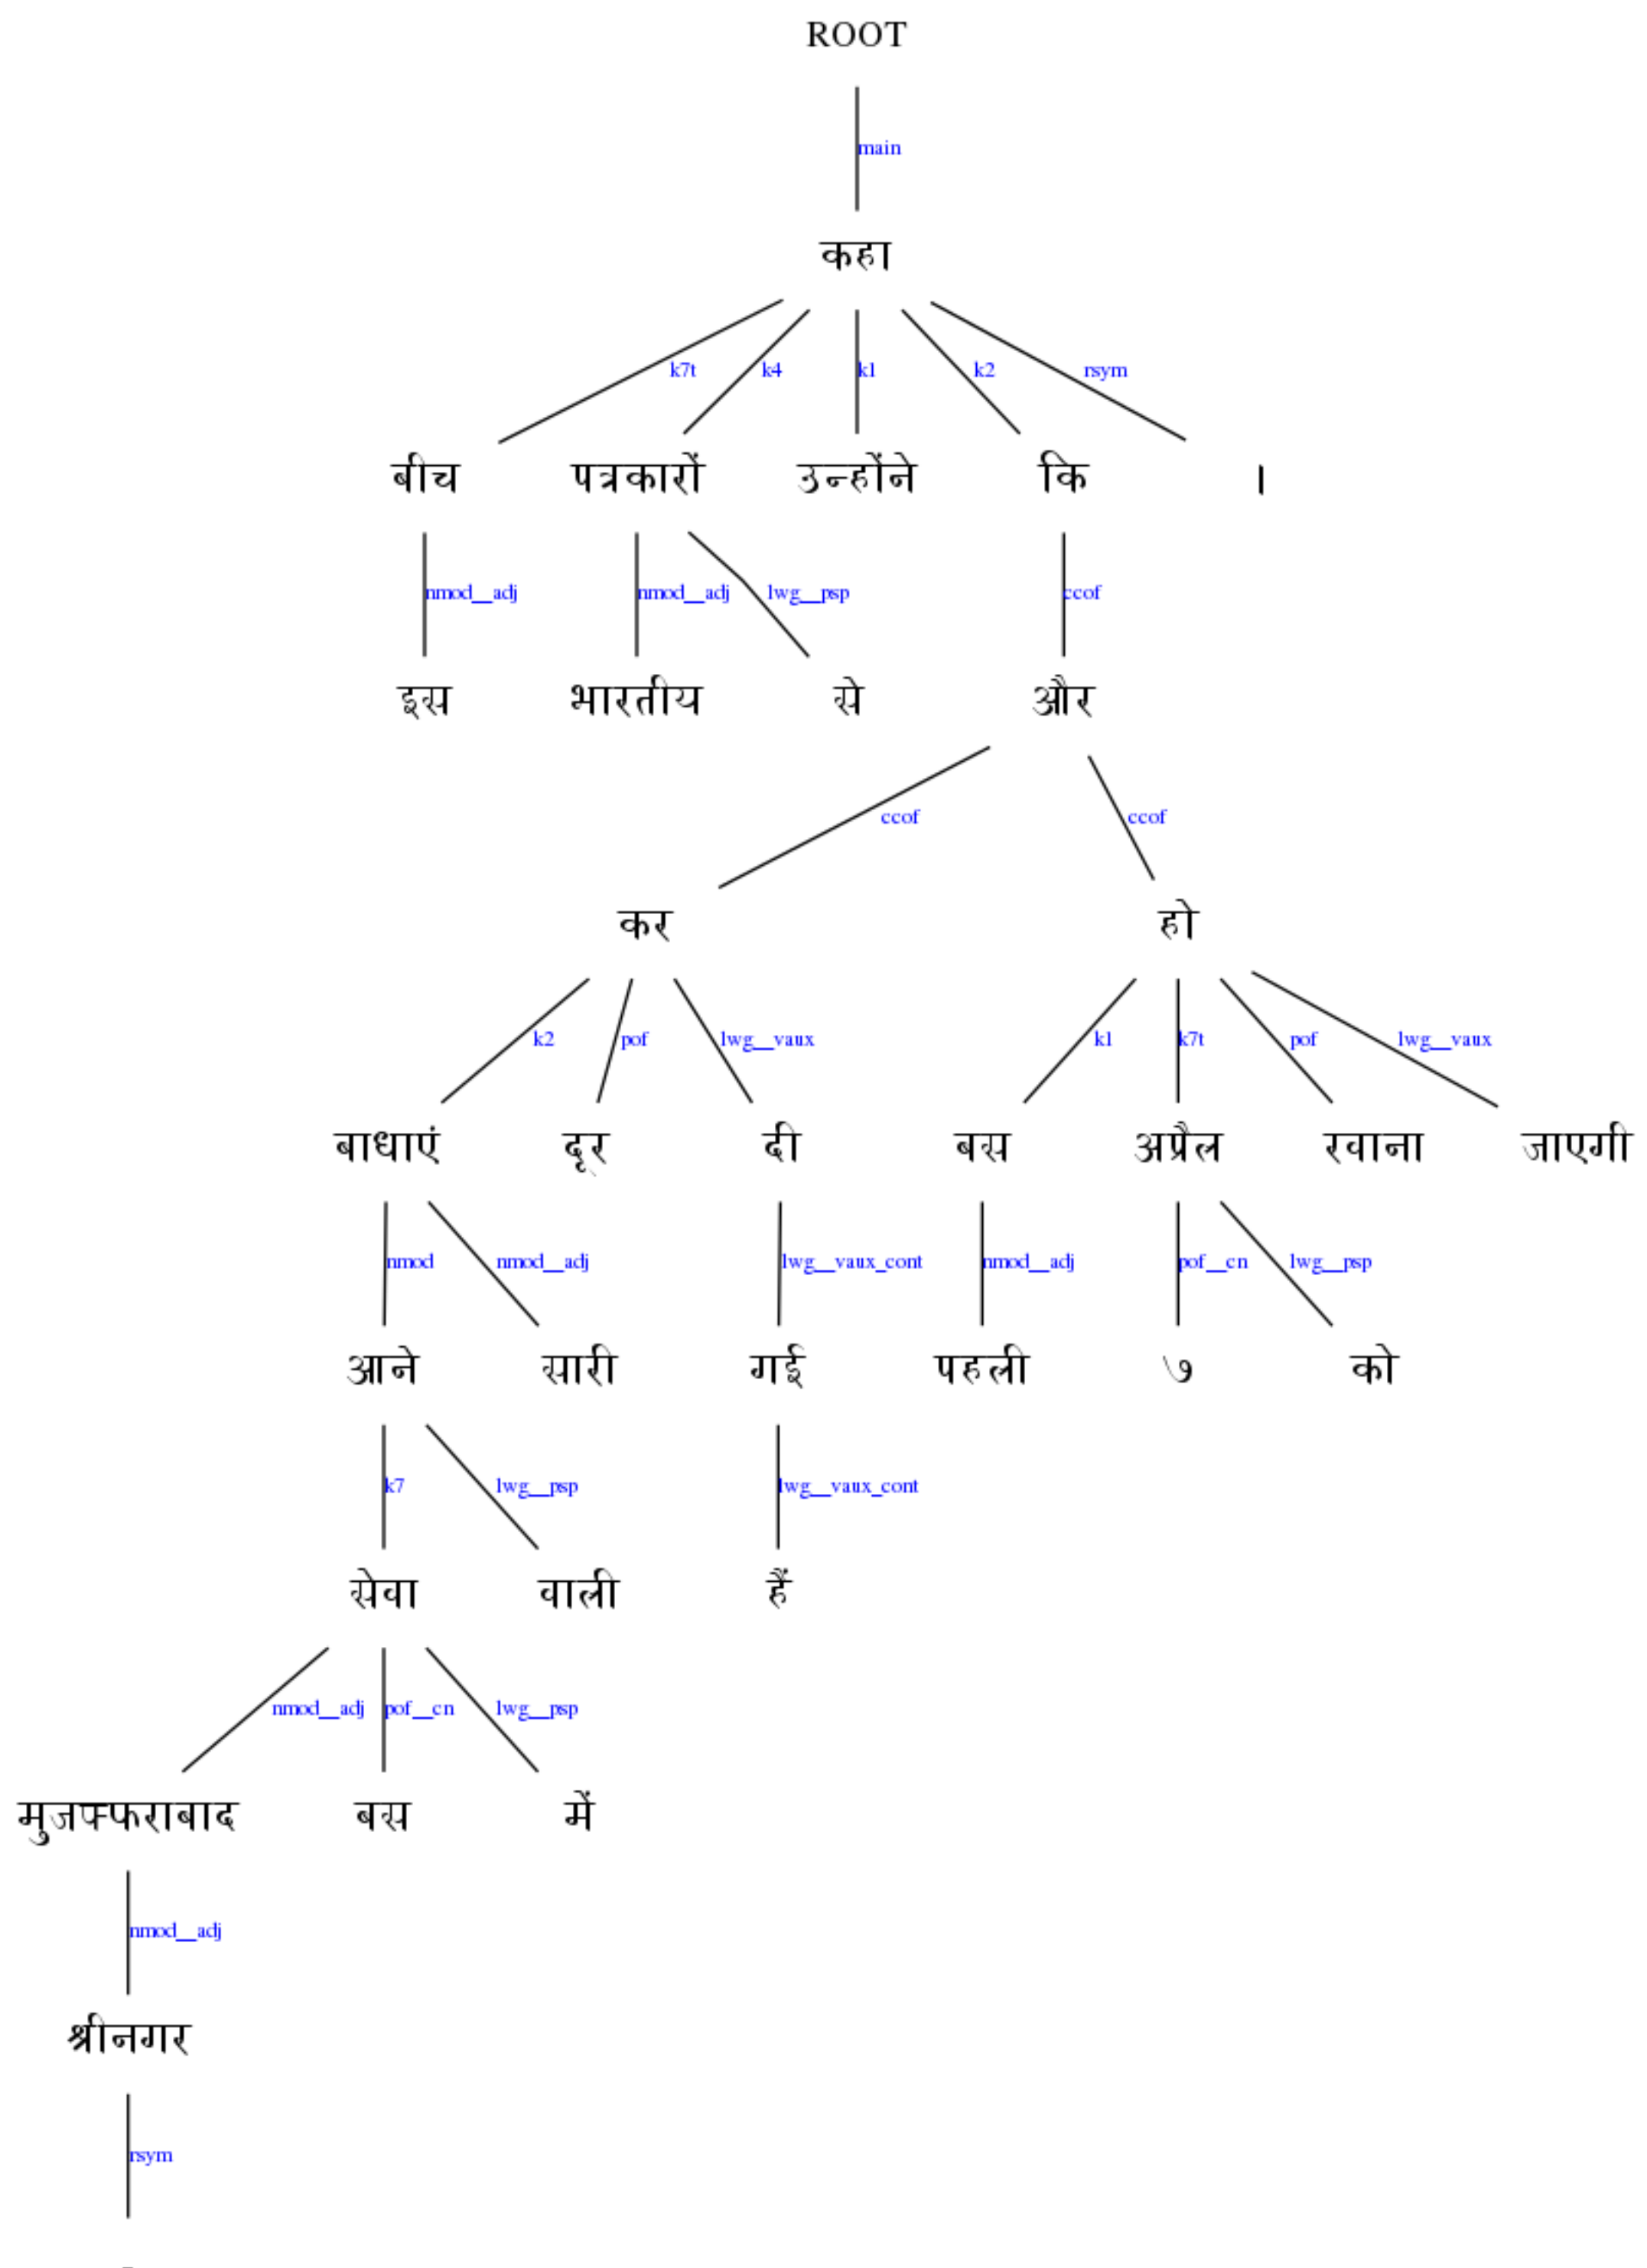 ROOT
main
कहा
k7t k4 k1 k2 rsym
बीच पत्रकारों उन्होंने कि ।
nmod__adj nmod__adj lwg__psp ccof
इस भारतीय से और
ccof ccof
कर हो
k2 pof lwg__vaux k1 k7t pof lwg__vaux
बाधाएं दूर दी बस अप्रैल रवाना जाएगी
nmod nmod__adj lwg__vaux_cont nmod__adj pof__cn lwg__psp
आने सारी गई पहली ७ को
k7 lwg__psp lwg__vaux_cont
सेवा वाली हैं
nmod__adj pof__cn lwg__psp
मुजफ्फराबाद बस में
nmod__adj
श्रीनगर
rsym
-